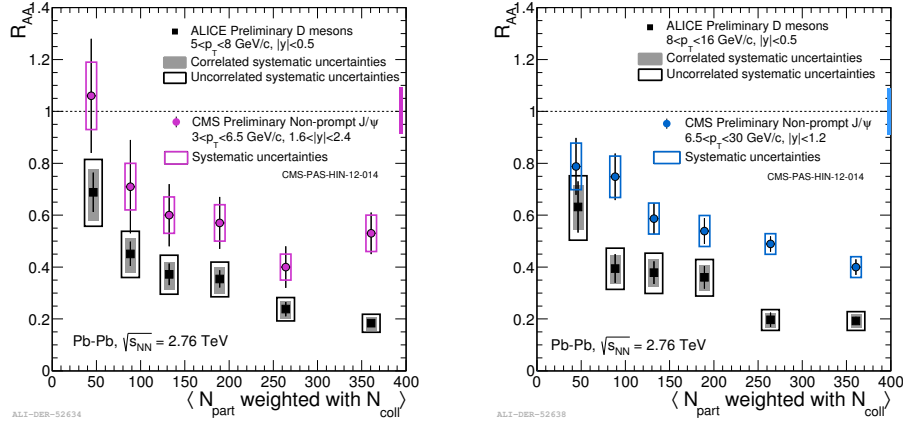 R_AA
1.4
1.2
1
0.8
0.6
0.4
0.2
0 50 100 150 200 250 300 350 400
⟨ N_part weighted with N_coll ⟩
ALICE Preliminary D mesons
5<p_T<8 GeV/c, |y|<0.5
Correlated systematic uncertainties
Uncorrelated systematic uncertainties
CMS Preliminary Non-prompt J/ψ
3<p_T<6.5 GeV/c, 1.6<|y|<2.4
Systematic uncertainties
CMS-PAS-HIN-12-014
Pb-Pb, √s_NN = 2.76 TeV
ALI-DER-52634
R_AA
1.4
1.2
1
0.8
0.6
0.4
0.2
0
0 50 100 150 200 250 300 350 400
⟨ N_part weighted with N_coll ⟩
ALICE Preliminary D mesons
8<p_T<16 GeV/c, |y|<0.5
Correlated systematic uncertainties
Uncorrelated systematic uncertainties
CMS Preliminary Non-prompt J/ψ
6.5<p_T<30 GeV/c, |y|<1.2
Systematic uncertainties
CMS-PAS-HIN-12-014
Pb-Pb, √s_NN = 2.76 TeV
ALI-DER-52638